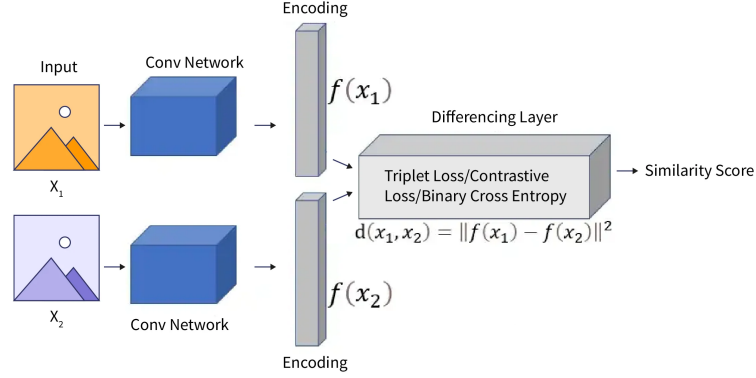 Encoding
Input
Conv Network
f(x₁)
Differencing Layer
Triplet Loss/Contrastive
Loss/Binary Cross Entropy
Similarity Score
X₁
d(x₁,x₂) = ‖f(x₁) − f(x₂)‖²
f(x₂)
X₂
Conv Network
Encoding